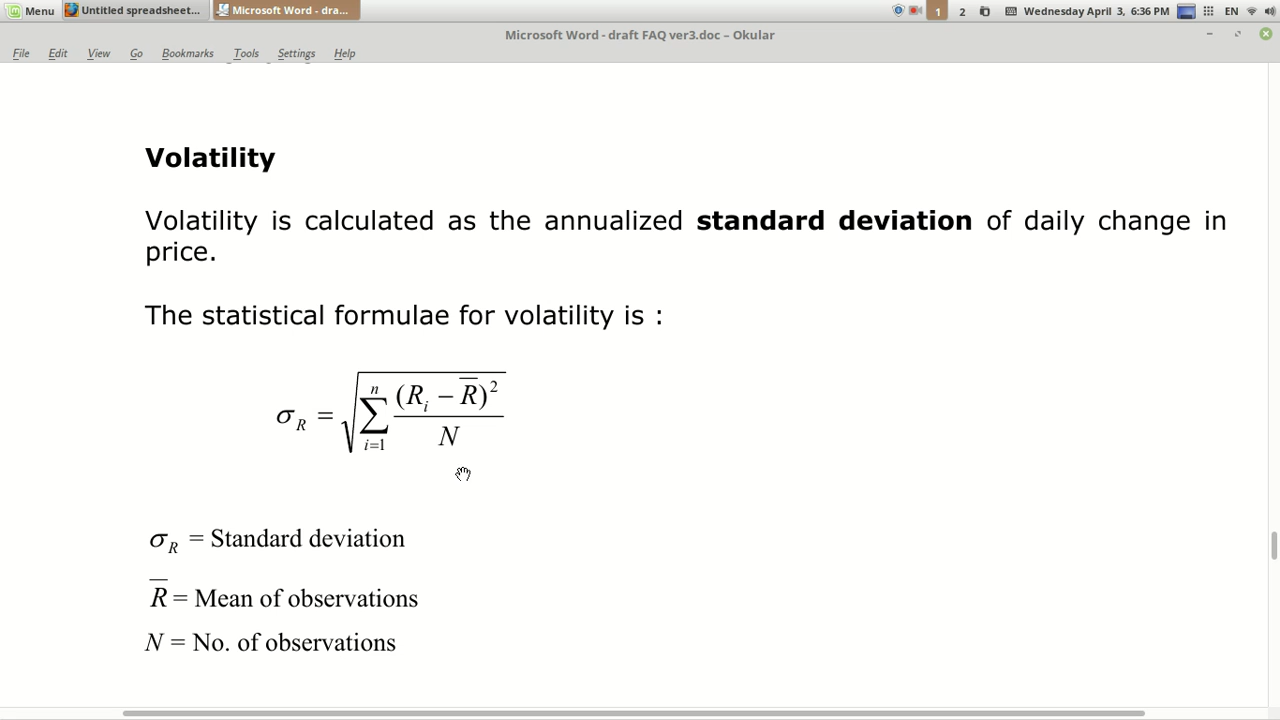 Menu Untitled spreadsheet... Microsoft Word - dra... 1 2 Wednesday April 3, 6:36 PM EN
Microsoft Word - draft FAQ ver3.doc – Okular
File Edit View Go Bookmarks Tools Settings Help
Volatility
Volatility is calculated as the annualized standard deviation of daily change in
price.
The statistical formulae for volatility is :
σ_R = √(∑_{i=1}^{n} (R_i − R̅)² / N)
σ_R = Standard deviation
R̅ = Mean of observations
N = No. of observations